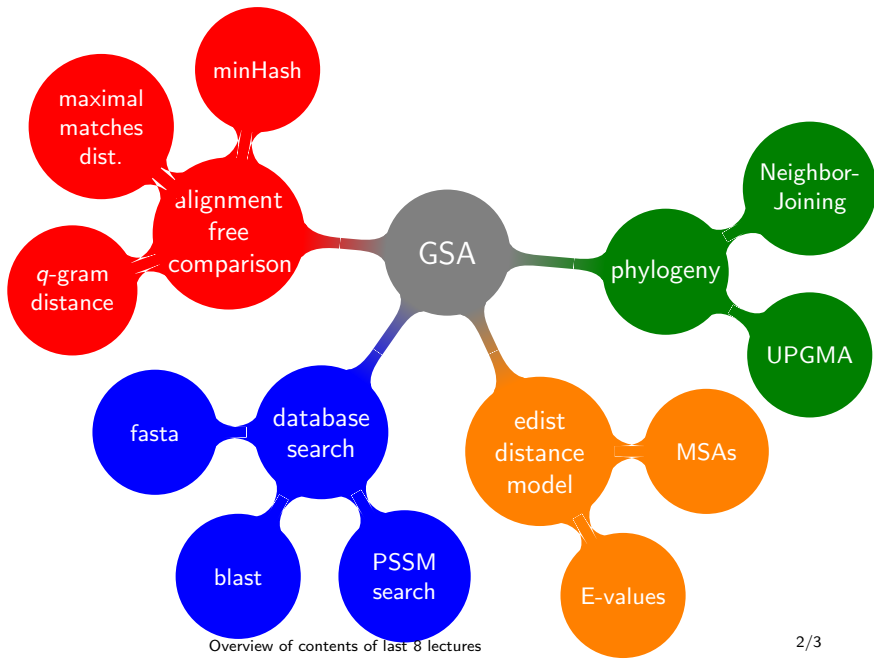 minHash
maximal
matches
dist.
alignment
free
comparison
q-gram
distance
GSA
Neighbor-
Joining
phylogeny
UPGMA
database
search
fasta
blast
PSSM
search
edist
distance
model
MSAs
E-values
Overview of contents of last 8 lectures
2/3